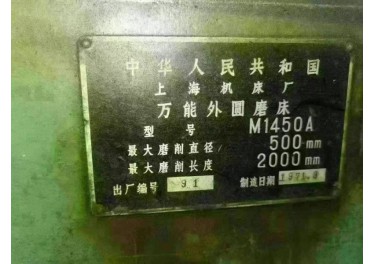 中华人民共和国
上海机床厂
万能外圆磨床
型号 M1450A
最大磨削直径 500mm
最大磨削长度 2000mm
出厂编号 91 制造日期